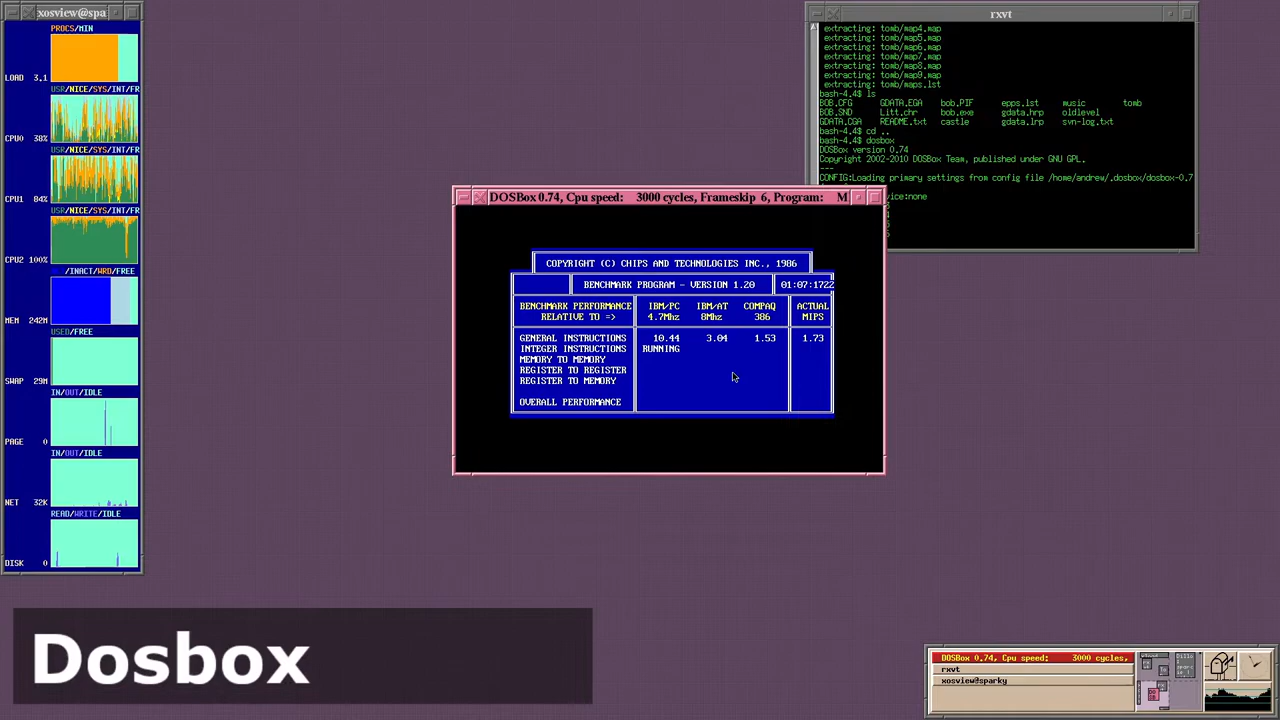 xosview@spa
PROCS/MIN
LOAD 3.1
USR/NICE/SYS/INT/FR
CPU0 38%
USR/NICE/SYS/INT/FR
CPU1 84%
USR/NICE/SYS/INT/FR
CPU2 100%
/INACT/WRD/FREE
MEM 242M
USED/FREE
SWAP 29M
IN/OUT/IDLE
PAGE 0
IN/OUT/IDLE
NET 32K
READ/WRITE/IDLE
DISK 0
rxvt
extracting: tomb/map4.map
extracting: tomb/map5.map
extracting: tomb/map6.map
extracting: tomb/map7.map
extracting: tomb/map8.map
extracting: tomb/map9.map
extracting: tomb/maps.lst
bash-4.4$ ls
BOB.CFG GDATA.EGA bob.PIF epps.lst music tomb
BOB.SND Litt.chr bob.exe gdata.hrp oldlevel
GDATA.CGA README.txt castle gdata.lrp svn-log.txt
bash-4.4$ cd ..
bash-4.4$ dosbox
DOSBox version 0.74
Copyright 2002-2010 DOSBox Team, published under GNU GPL.
---
CONFIG:Loading primary settings from config file /home/andrew/.dosbox/dosbox-0.7
vice:none
DOSBox 0.74, Cpu speed: 3000 cycles, Frameskip 6, Program: M
COPYRIGHT (C) CHIPS AND TECHNOLOGIES INC., 1986
BENCHMARK PROGRAM - VERSION 1.20 01:07:1722
BENCHMARK PERFORMANCE IBM/PC IBM/AT COMPAQ ACTUAL
RELATIVE TO => 4.7Mhz 8Mhz 386 MIPS
GENERAL INSTRUCTIONS 10.44 3.04 1.53 1.73
INTEGER INSTRUCTIONS RUNNING
MEMORY TO MEMORY
REGISTER TO REGISTER
REGISTER TO MEMORY
OVERALL PERFORMANCE
Dosbox
DOSBox 0.74, Cpu speed: 3000 cycles,
rxvt
xosview@sparky